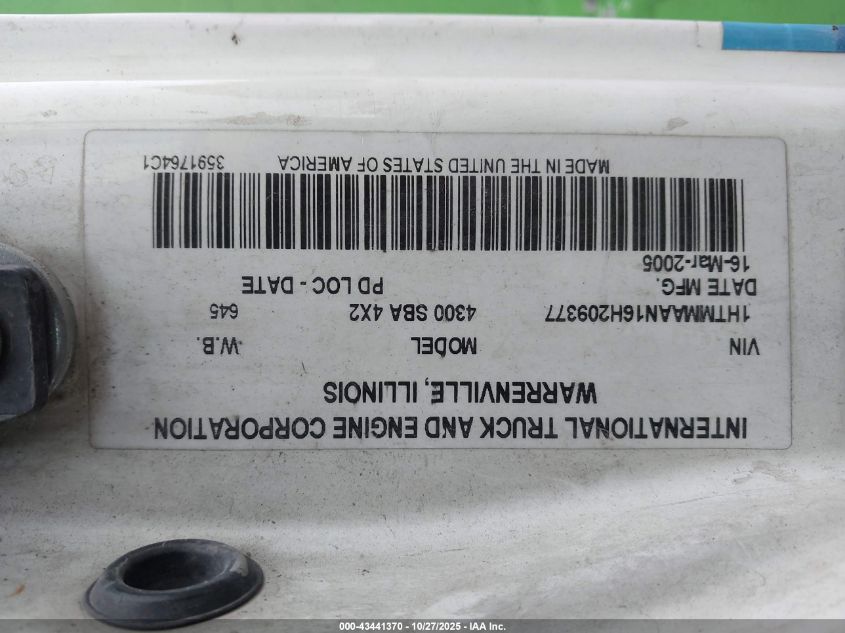 INTERNATIONAL TRUCK AND ENGINE CORPORATION
WARRENVILLE, ILLINOIS
VIN MODEL W.B.
1HTMMAAN16H209377 4300 SBA 4X2 645
DATE MFG. PD LOC - DATE
16-Mar-2005
MADE IN THE UNITED STATES OF AMERICA 3591764C1
000-43441370 - 10/27/2025 - IAA Inc.